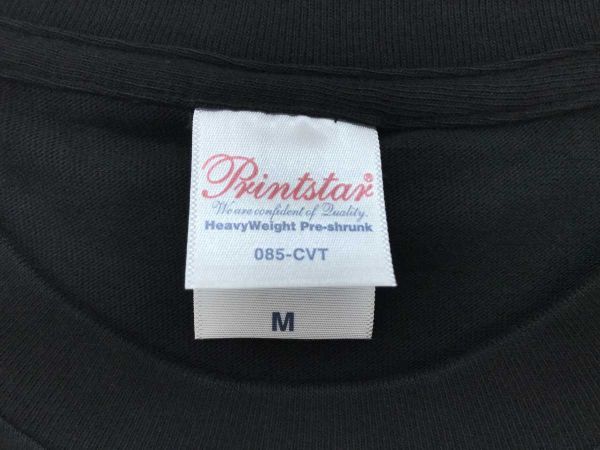 Printstar®
We are confident of Quality.
HeavyWeight Pre-shrunk
085-CVT
M